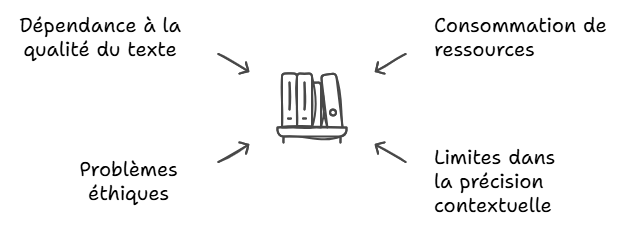 Dépendance à la
qualité du texte
Consommation de
ressources
Problèmes
éthiques
Limites dans
la précision
contextuelle